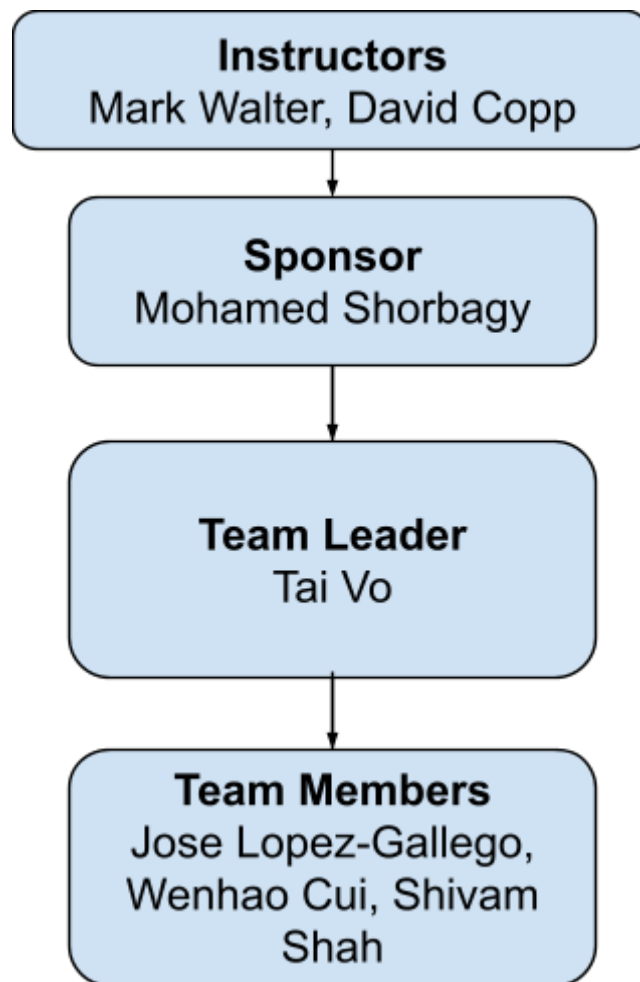 Instructors
Mark Walter, David Copp
Sponsor
Mohamed Shorbagy
Team Leader
Tai Vo
Team Members
Jose Lopez-Gallego,
Wenhao Cui, Shivam
Shah